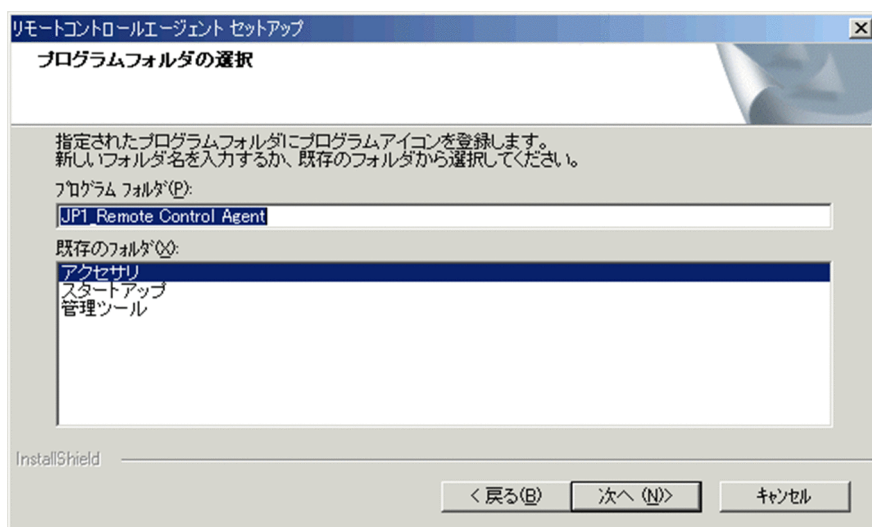 リモートコントロールエージェント セットアップ
プログラムフォルダの選択
指定されたプログラムフォルダにプログラムアイコンを登録します。
新しいフォルダ名を入力するか、既存のフォルダから選択してください。
プログラム フォルダ(P):
JP1_Remote Control Agent
既存のフォルダ(X):
アクセサリ
スタートアップ
管理ツール
InstallShield
< 戻る(B) 次へ (N)> キャンセル